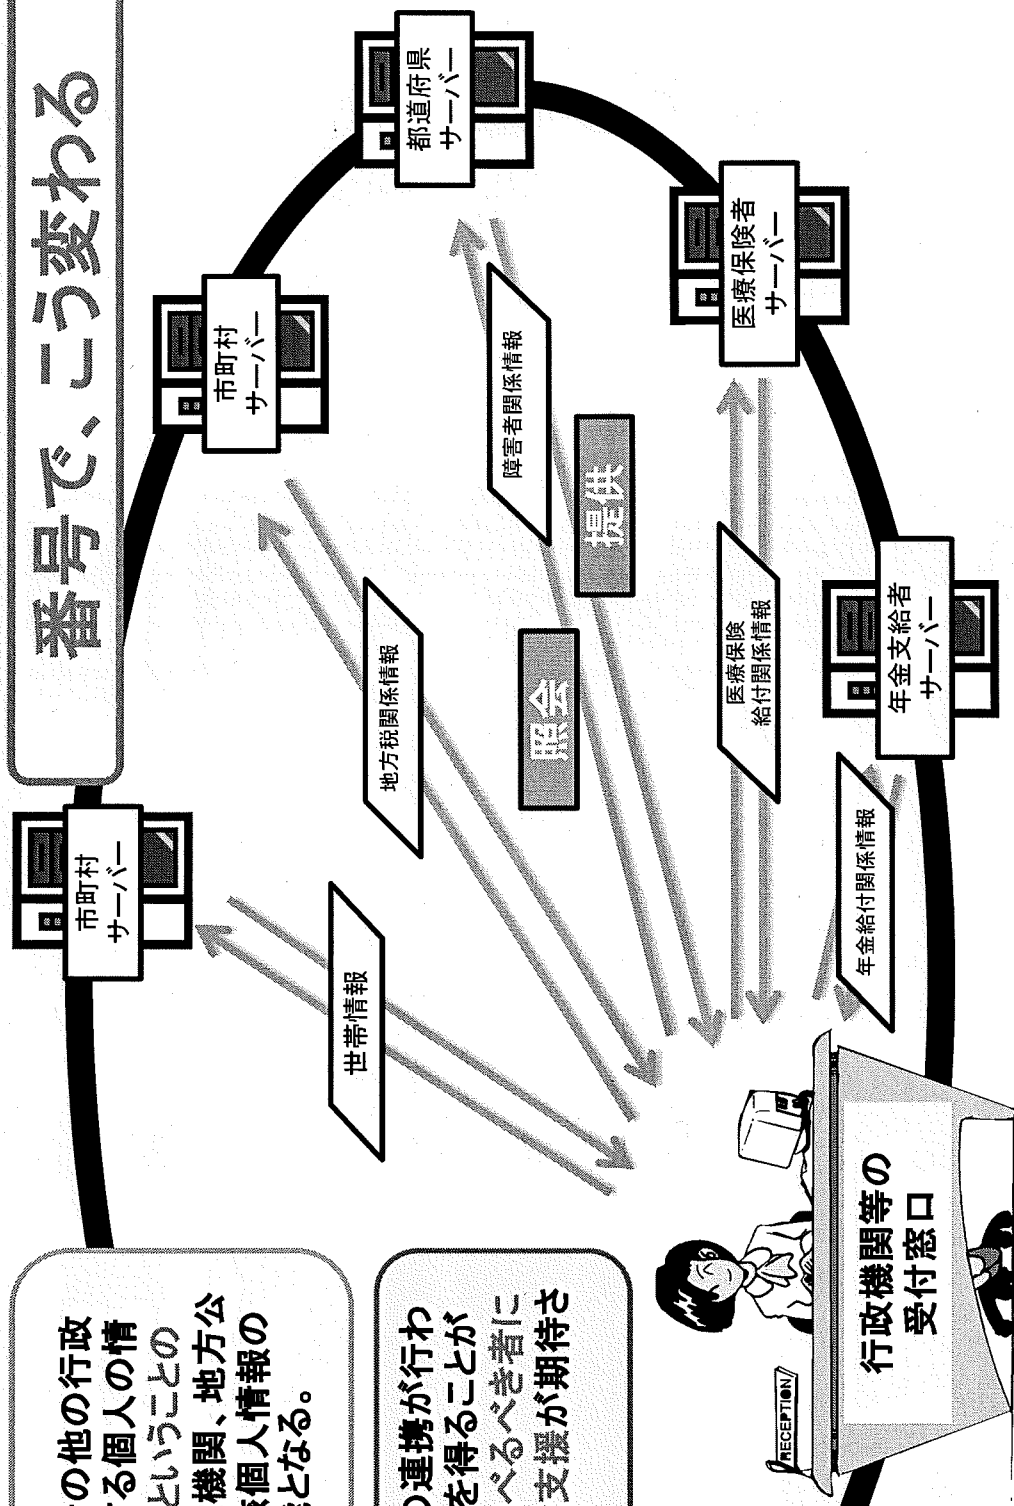 番号で、こう変わる
の他の行政
る個人の情
ということの
機関、地方公
個人情報の
となる。
の連携が行わ
を得ることが
べるべき者に
支援が期待さ
市町村
サーバー
市町村
サーバー
都道府県
サーバー
世帯情報
地方税関係情報
障害者関係情報
照会
提供
医療保険者
サーバー
医療保険
給付関係情報
年金給付関係情報
年金支給者
サーバー
RECEPTION
行政機関等の
受付窓口